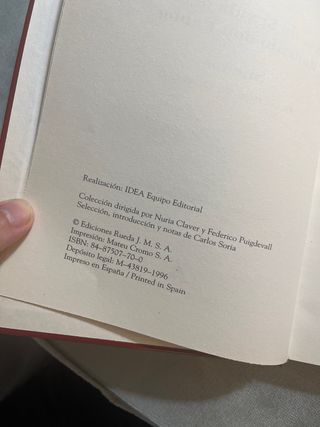 Realización: IDEA Equipo Editorial
Colección dirigida por Nuria Claver y Federico Puigdevall
Selección, introducción y notas de Carlos Soria
© Ediciones Rueda J. M. S. A.
Impresión: Mateu Cromo S. A.
ISBN: 84-87507-70-0
Depósito legal: M-43819-1996
Impreso en España / Printed in Spain